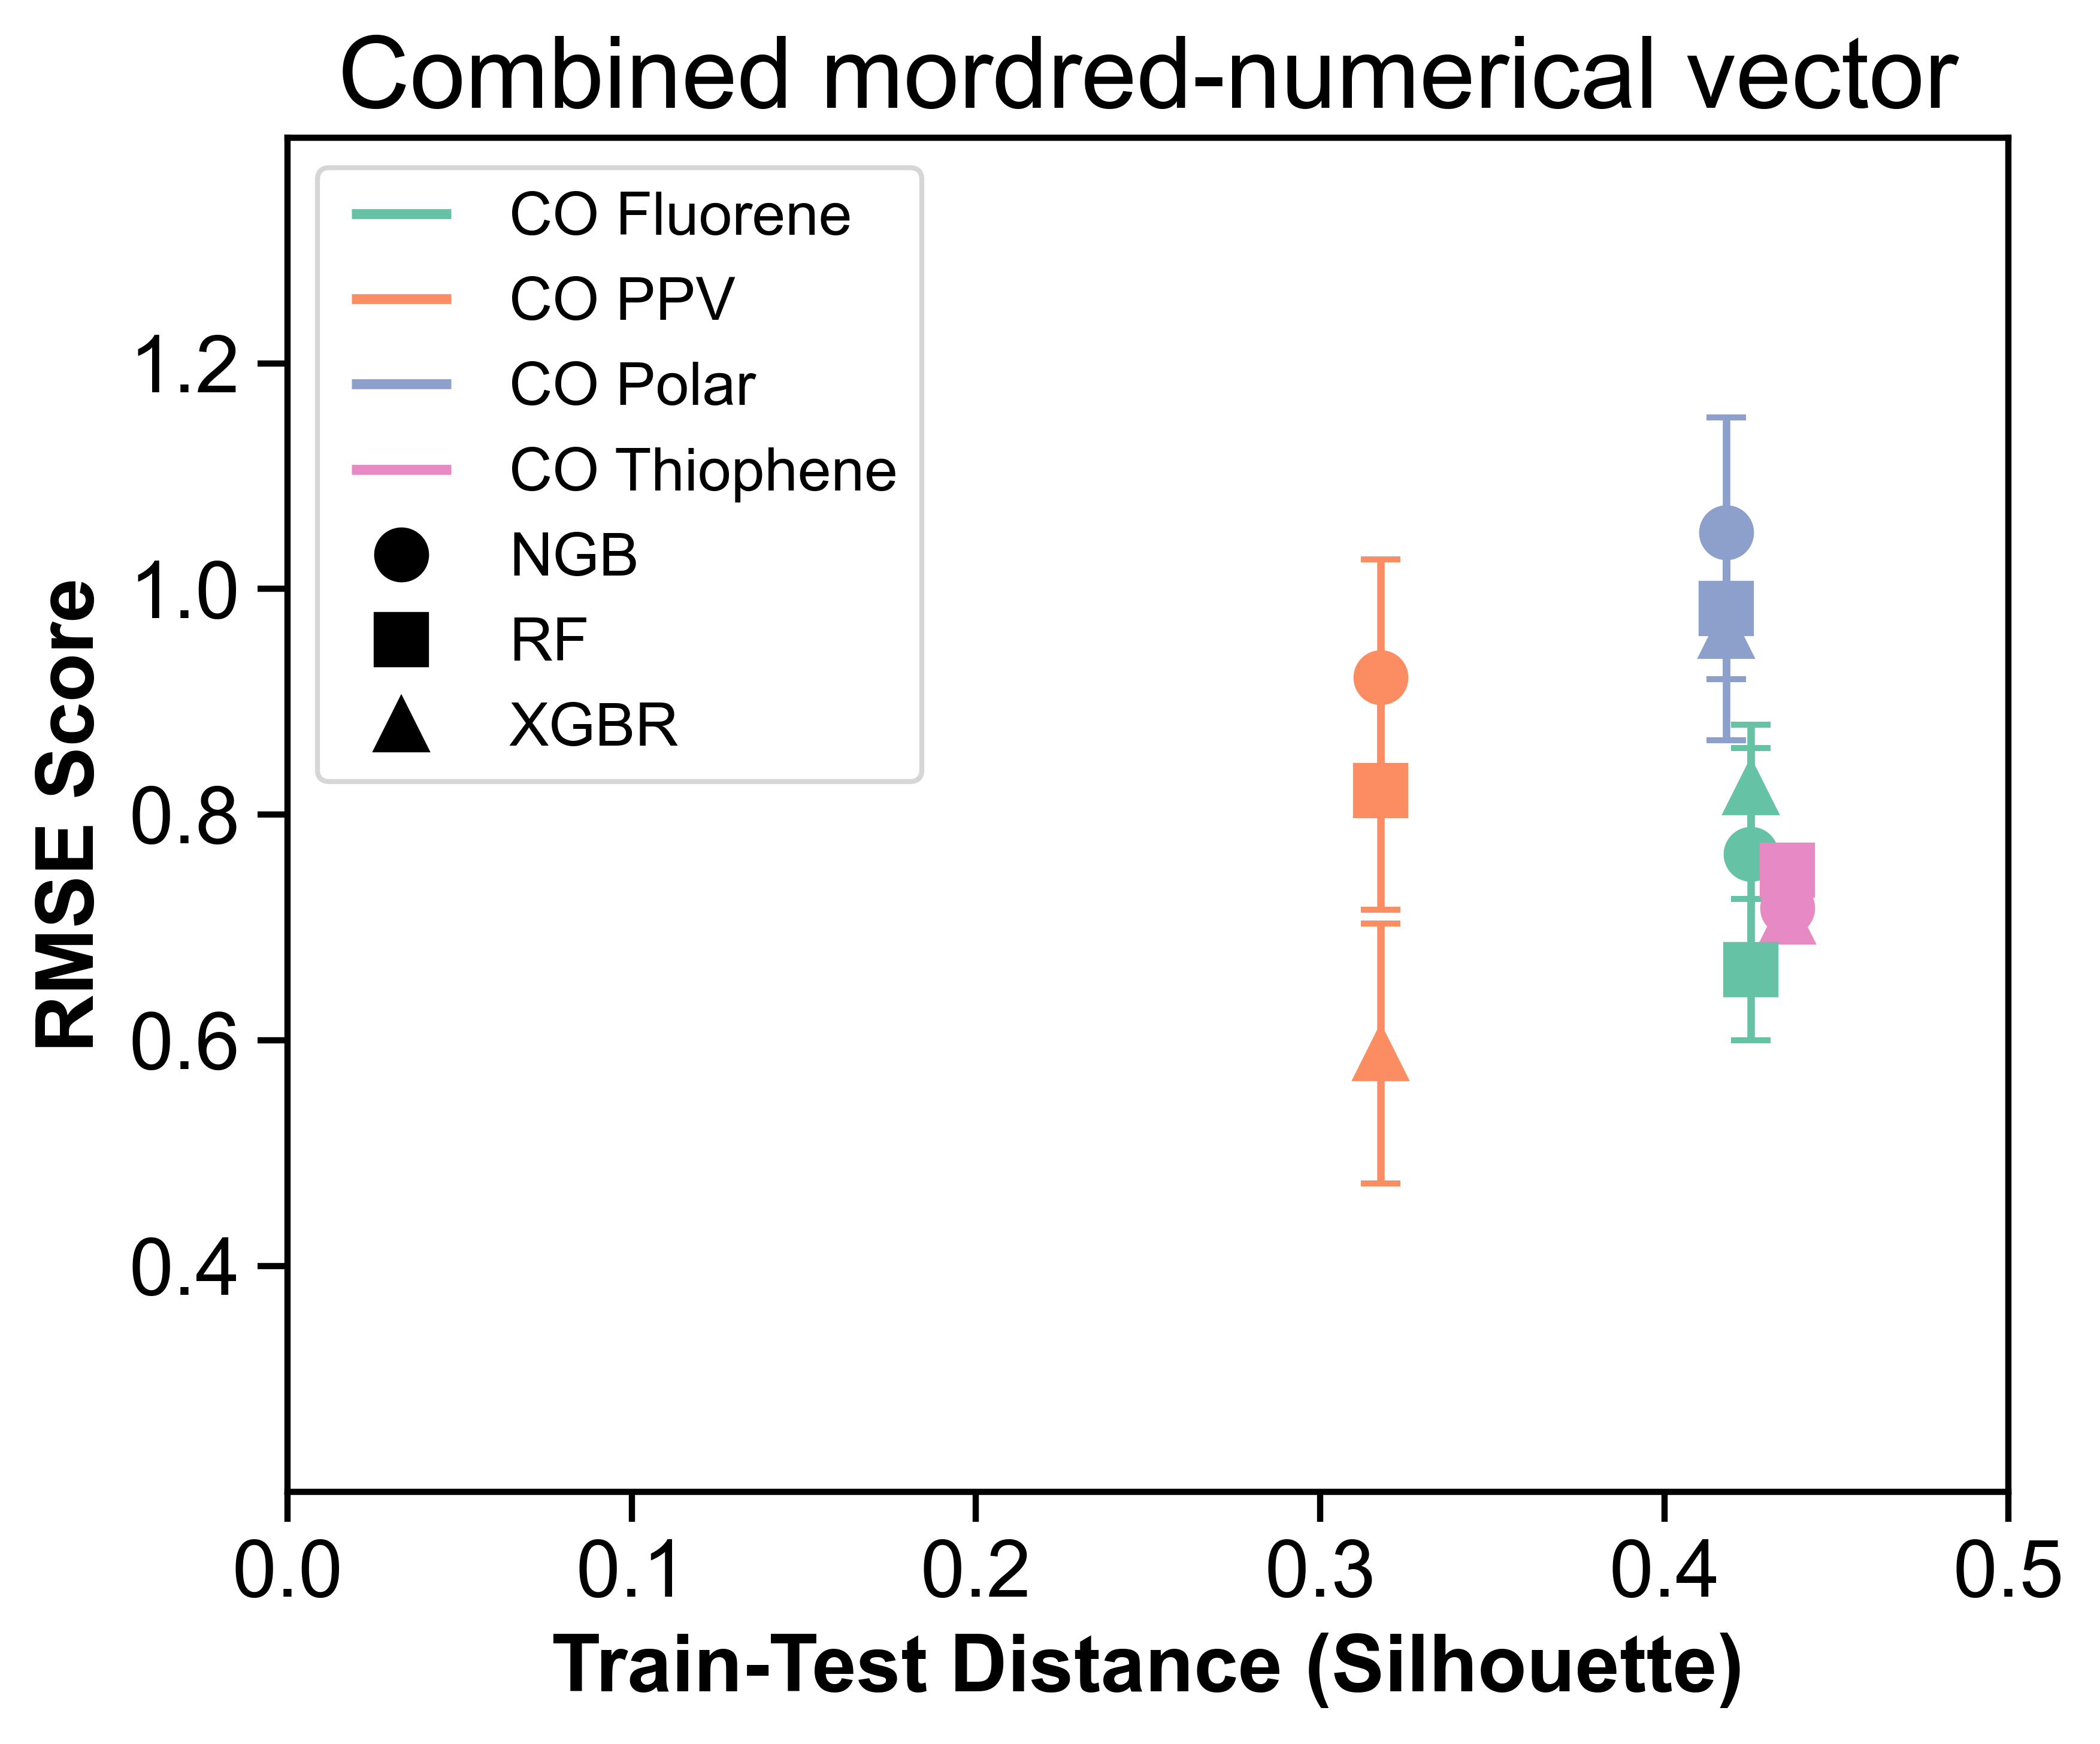 Combined mordred-numerical vector
CO Fluorene
CO PPV
CO Polar
CO Thiophene
NGB
RF
XGBR
RMSE Score
1.2
1.0
0.8
0.6
0.4
0.0 0.1 0.2 0.3 0.4 0.5
Train-Test Distance (Silhouette)